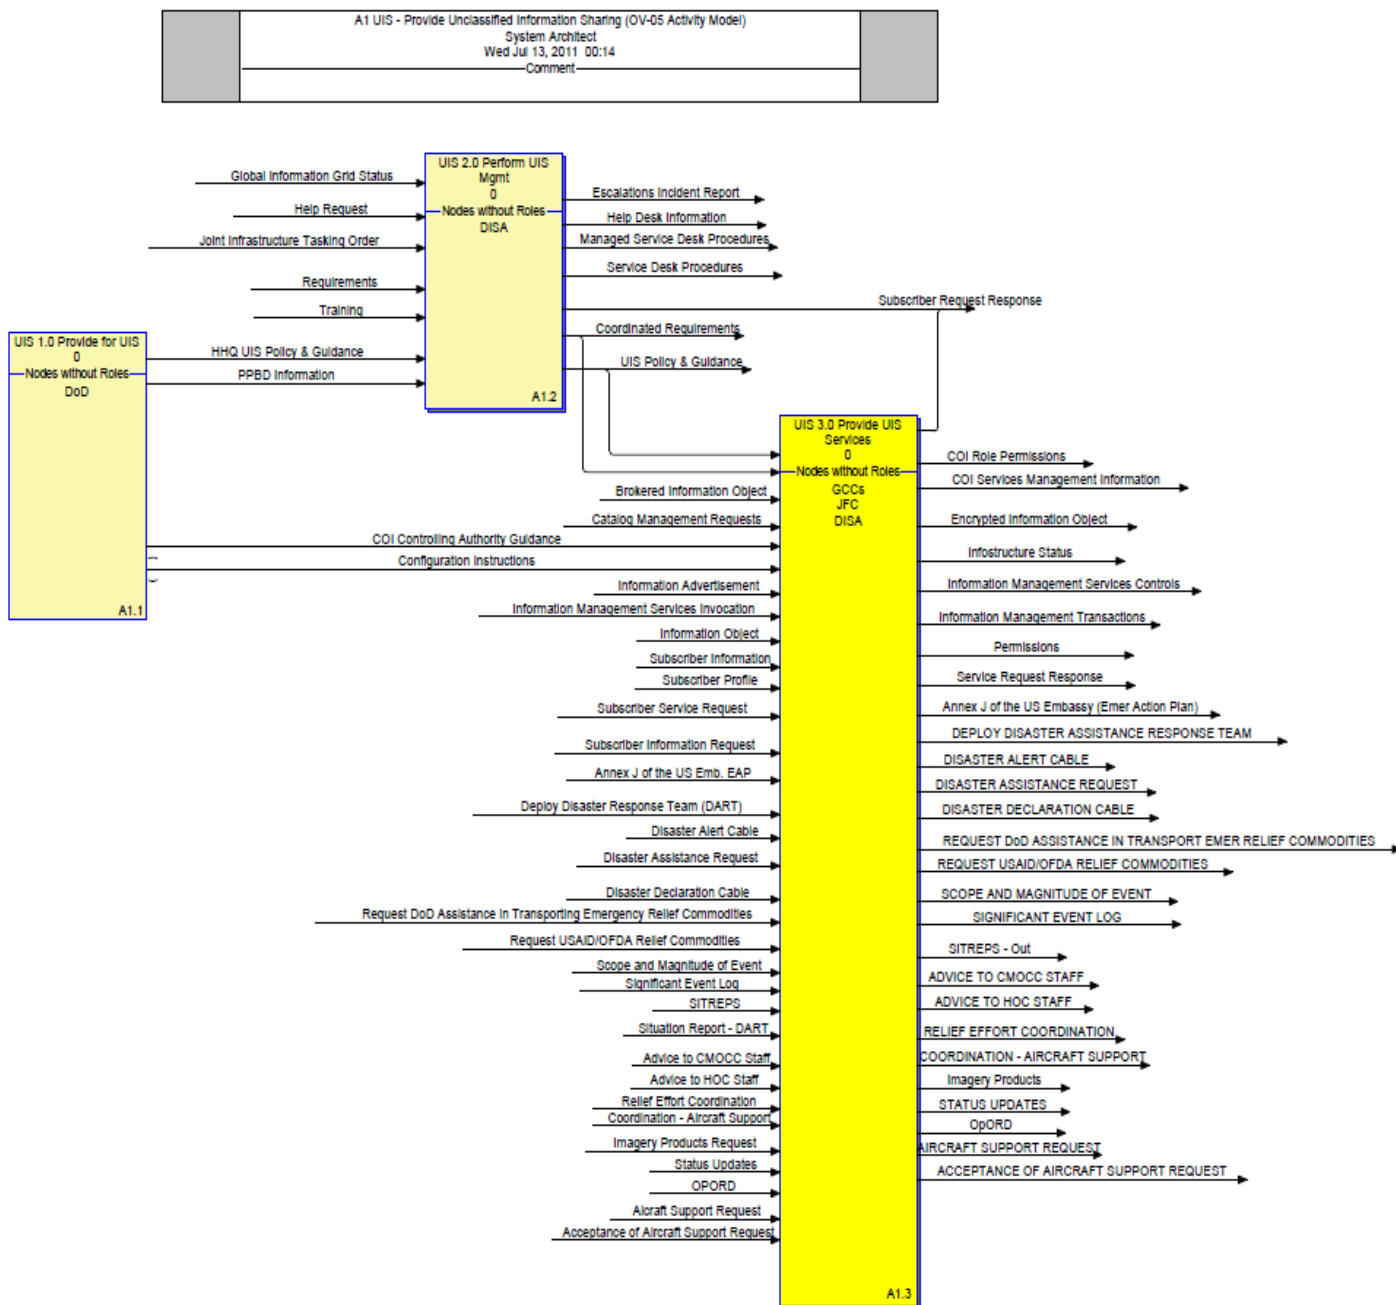 A1 UIS - Provide Unclassified Information Sharing (OV-05 Activity Model)
System Architect
Wed Jul 13, 2011 00:14
Comment
UIS 1.0 Provide for UIS
0
Nodes without Roles
DoD
A1.1
HHQ UIS Policy & Guidance
PPBD Information
COI Controlling Authority Guidance
Configuration Instructions
Global Information Grid Status
Help Request
Joint Infrastructure Tasking Order
Requirements
Training
UIS 2.0 Perform UIS
Mgmt
0
Nodes without Roles
DISA
A1.2
Escalations Incident Report
Help Desk Information
Managed Service Desk Procedures
Service Desk Procedures
Subscriber Request Response
Coordinated Requirements
UIS Policy & Guidance
Brokered Information Object
Catalog Management Requests
Information Advertisement
Information Management Services Invocation
Information Object
Subscriber Information
Subscriber Profile
Subscriber Service Request
Subscriber Information Request
Annex J of the US Emb. EAP
Deploy Disaster Response Team (DART)
Disaster Alert Cable
Disaster Assistance Request
Disaster Declaration Cable
Request DoD Assistance in Transporting Emergency Relief Commodities
Request USAID/OFDA Relief Commodities
Scope and Magnitude of Event
Significant Event Log
SITREPS
Situation Report - DART
Advice to CMOCC Staff
Advice to HOC Staff
Relief Effort Coordination
Coordination - Aircraft Support
Imagery Products Request
Status Updates
OPORD
Aicraft Support Request
Acceptance of Aircraft Support Request
UIS 3.0 Provide UIS
Services
0
Nodes without Roles
GCCs
JFC
DISA
A1.3
COI Role Permissions
COI Services Management Information
Encrypted Information Object
Infostructure Status
Information Management Services Controls
Information Management Transactions
Permissions
Service Request Response
Annex J of the US Embassy (Emer Action Plan)
DEPLOY DISASTER ASSISTANCE RESPONSE TEAM
DISASTER ALERT CABLE
DISASTER ASSISTANCE REQUEST
DISASTER DECLARATION CABLE
REQUEST DoD ASSISTANCE IN TRANSPORT EMER RELIEF COMMODITIES
REQUEST USAID/OFDA RELIEF COMMODITIES
SCOPE AND MAGNITUDE OF EVENT
SIGNIFICANT EVENT LOG
SITREPS - Out
ADVICE TO CMOCC STAFF
ADVICE TO HOC STAFF
RELIEF EFFORT COORDINATION
COORDINATION - AIRCRAFT SUPPORT
Imagery Products
STATUS UPDATES
OpORD
AIRCRAFT SUPPORT REQUEST
ACCEPTANCE OF AIRCRAFT SUPPORT REQUEST